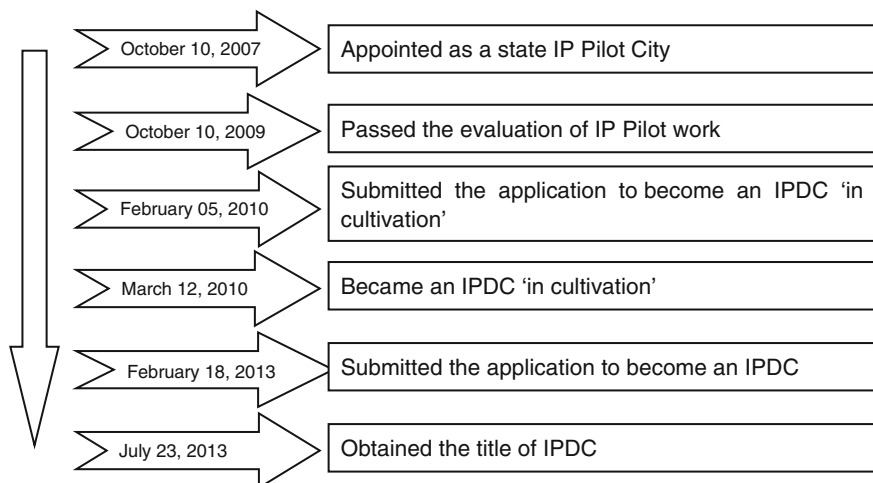 October 10, 2007
Appointed as a state IP Pilot City
October 10, 2009
Passed the evaluation of IP Pilot work
February 05, 2010
Submitted the application to become an IPDC ‘in
cultivation’
March 12, 2010
Became an IPDC ‘in cultivation’
February 18, 2013
Submitted the application to become an IPDC
July 23, 2013
Obtained the title of IPDC